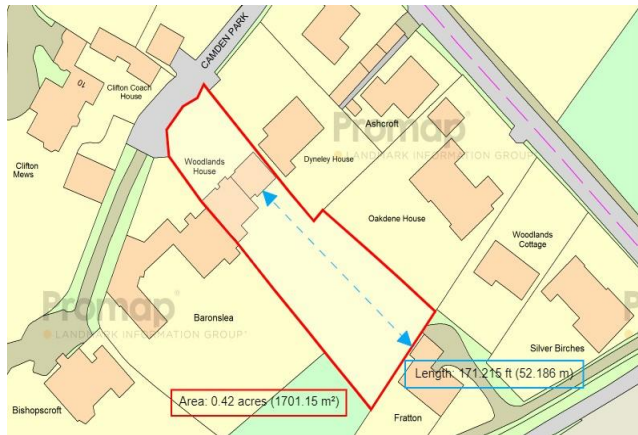 CAMDEN PARK
10
Clifton Coach
House
Clifton
Mews
Woodlands
House
Dyneley House
Ashcroft
Promap
LANDMARK INFORMATION GROUP
Oakdene House
Woodlands
Cottage
Promap
LANDMARK INFORMATION GROUP
Baronslea
Silver Birches
Length: 171.215 ft (52.186 m)
Area: 0.42 acres (1701.15 m²)
Bishopscroft
Fratton